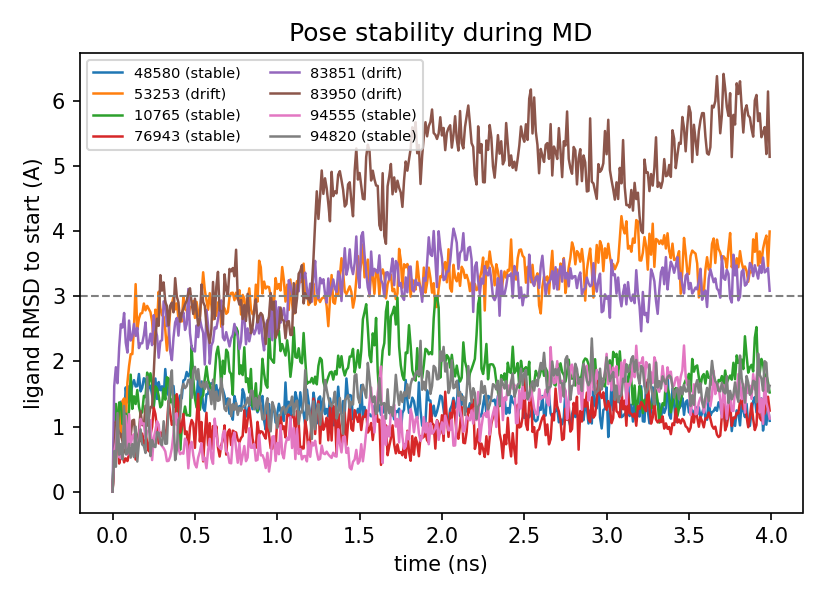 Pose stability during MD
48580 (stable)
53253 (drift)
10765 (stable)
76943 (stable)
83851 (drift)
83950 (drift)
94555 (stable)
94820 (stable)
ligand RMSD to start (A)
6
5
4
3
2
1
0
0.0 0.5 1.0 1.5 2.0 2.5 3.0 3.5 4.0
time (ns)